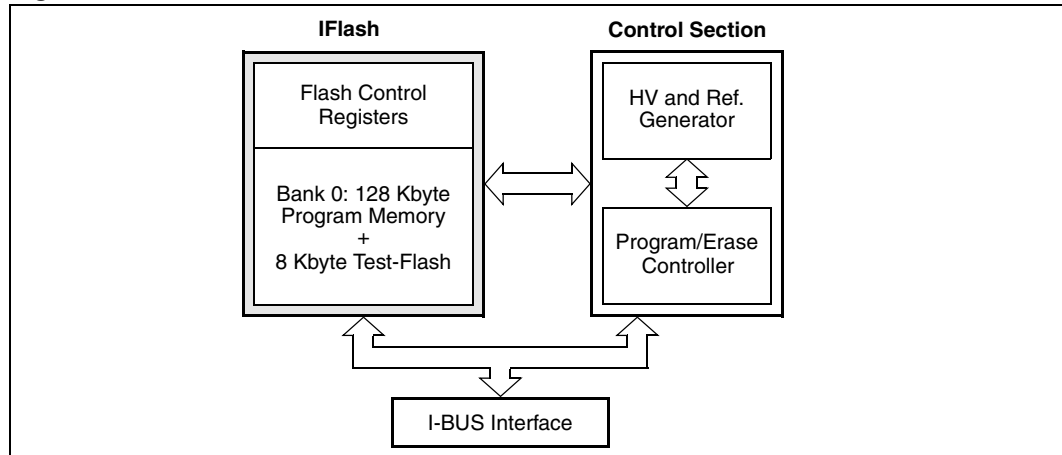 IFlash
Flash Control
Registers
Bank 0: 128 Kbyte
Program Memory
+
8 Kbyte Test-Flash
Control Section
HV and Ref.
Generator
Program/Erase
Controller
I-BUS Interface